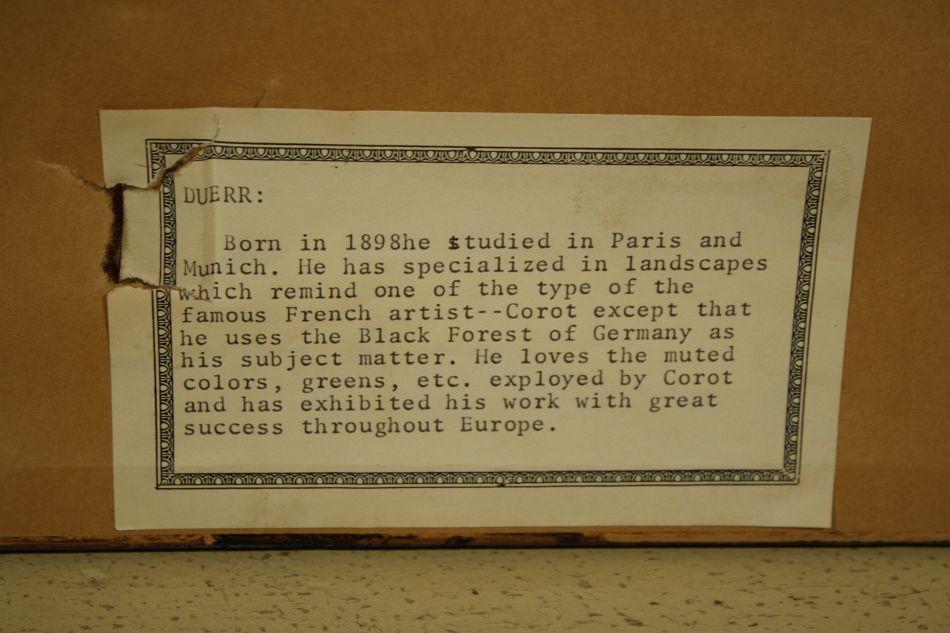 DUERR:
Born in 1898he studied in Paris and
Munich. He has specialized in landscapes
which remind one of the type of the
famous French artist--Corot except that
he uses the Black Forest of Germany as
his subject matter. He loves the muted
colors, greens, etc. exployed by Corot
and has exhibited his work with great
success throughout Europe.